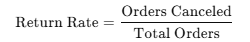 Return Rate = Orders Canceled / Total Orders